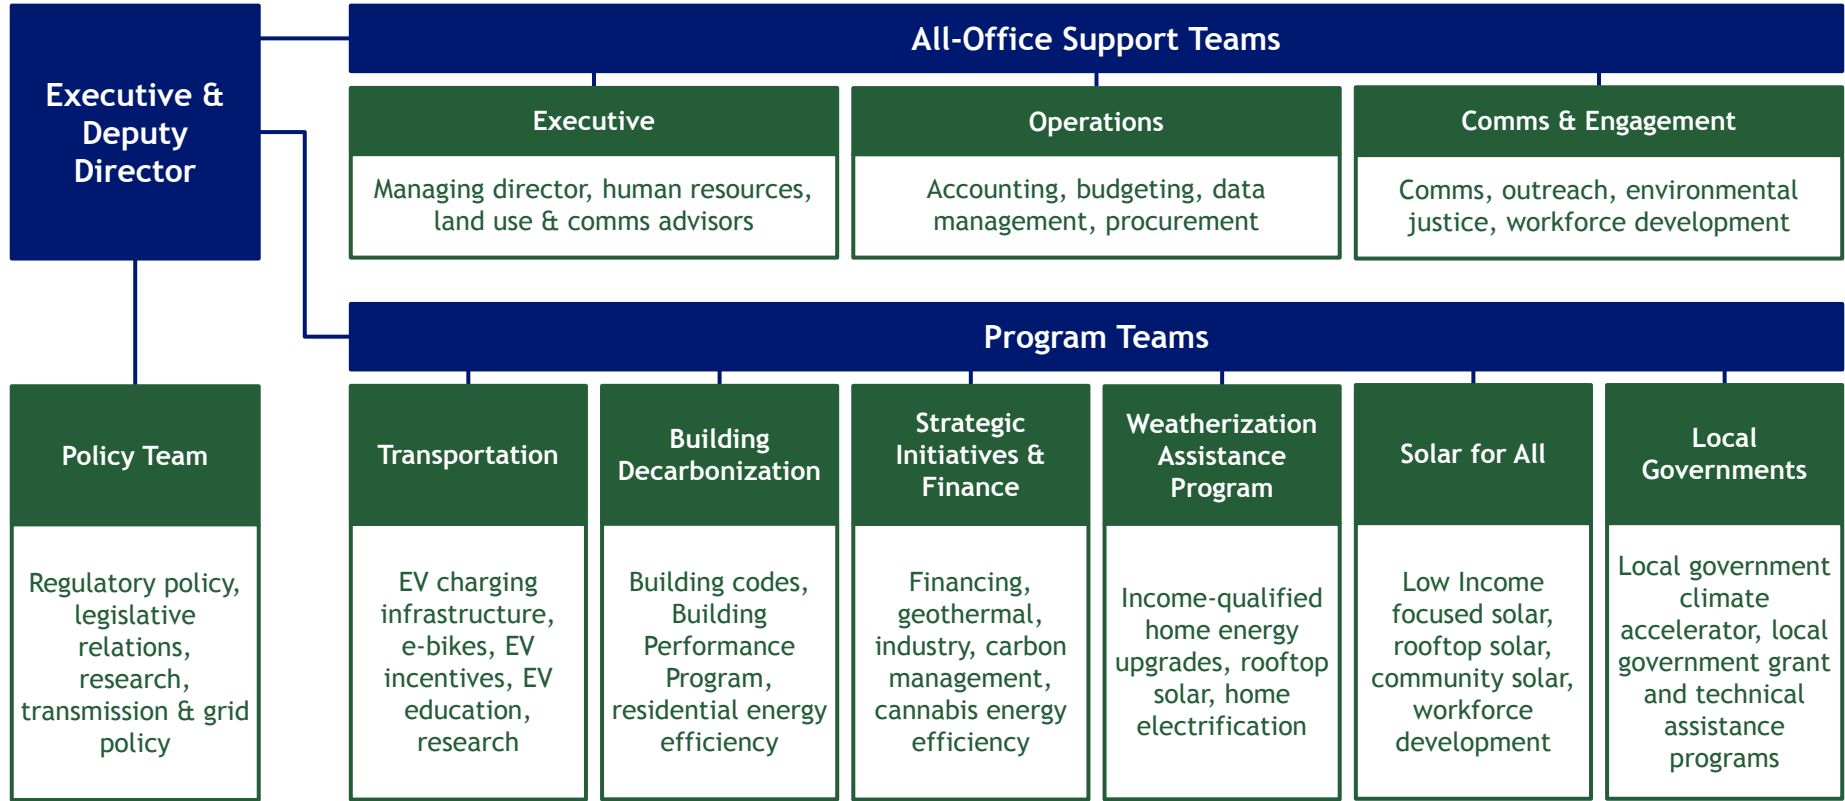 Executive &
Deputy
Director
All-Office Support Teams
Executive
Managing director, human resources,
land use & comms advisors
Operations
Accounting, budgeting, data
management, procurement
Comms & Engagement
Comms, outreach, environmental
justice, workforce development
Program Teams
Policy Team
Regulatory policy,
legislative
relations,
research,
transmission & grid
policy
Transportation
EV charging
infrastructure,
e-bikes, EV
incentives, EV
education,
research
Building
Decarbonization
Building codes,
Building
Performance
Program,
residential energy
efficiency
Strategic
Initiatives &
Finance
Financing,
geothermal,
industry, carbon
management,
cannabis energy
efficiency
Weatherization
Assistance
Program
Income-qualified
home energy
upgrades, rooftop
solar, home
electrification
Solar for All
Low Income
focused solar,
rooftop solar,
community solar,
workforce
development
Local
Governments
Local government
climate
accelerator, local
government grant
and technical
assistance
programs